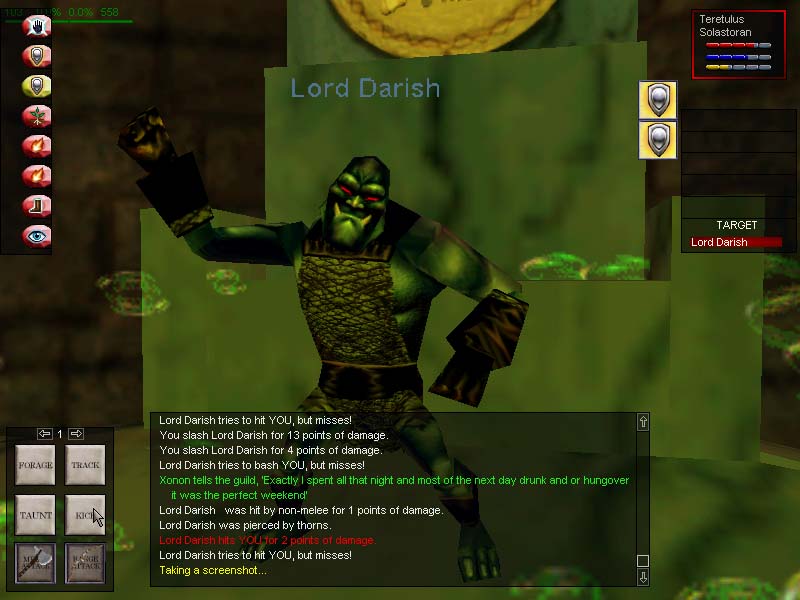 Teretulus
Solastoran
Lord Darish
TARGET
Lord Darish
1
FORAGE
TRACK
TAUNT
KICK
Lord Darish tries to hit YOU, but misses!
You slash Lord Darish for 13 points of damage.
You slash Lord Darish for 4 points of damage.
Lord Darish tries to bash YOU, but misses!
Xonon tells the guild, 'Exactly I spent all that night and most of the next day drunk and or hungover
it was the perfect weekend'
Lord Darish was hit by non-melee for 1 points of damage.
Lord Darish was pierced by thorns.
Lord Darish hits YOU for 2 points of damage.
Lord Darish tries to hit YOU, but misses!
Taking a screenshot...